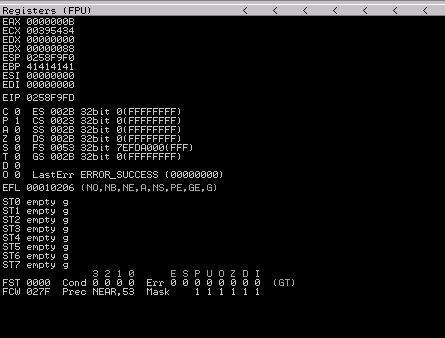 Registers (FPU) < < < < < < <
EAX 0000000B
ECX 00395434
EDX 00000000
EBX 00000088
ESP 0258F9F0
EBP 41414141
ESI 00000000
EDI 00000000
EIP 0258F9FD
C 0 ES 002B 32bit 0(FFFFFFFF)
P 1 CS 0023 32bit 0(FFFFFFFF)
A 0 SS 002B 32bit 0(FFFFFFFF)
Z 0 DS 002B 32bit 0(FFFFFFFF)
S 0 FS 0053 32bit 7EFDA000(FFF)
T 0 GS 002B 32bit 0(FFFFFFFF)
D 0
O 0 LastErr ERROR_SUCCESS (00000000)
EFL 00010206 (NO,NB,NE,A,NS,PE,GE,G)
ST0 empty g
ST1 empty g
ST2 empty g
ST3 empty g
ST4 empty g
ST5 empty g
ST6 empty g
ST7 empty g
3 2 1 0 E S P U O Z D I
FST 0000 Cond 0 0 0 0 Err 0 0 0 0 0 0 0 0 (GT)
FCW 027F Prec NEAR,53 Mask 1 1 1 1 1 1